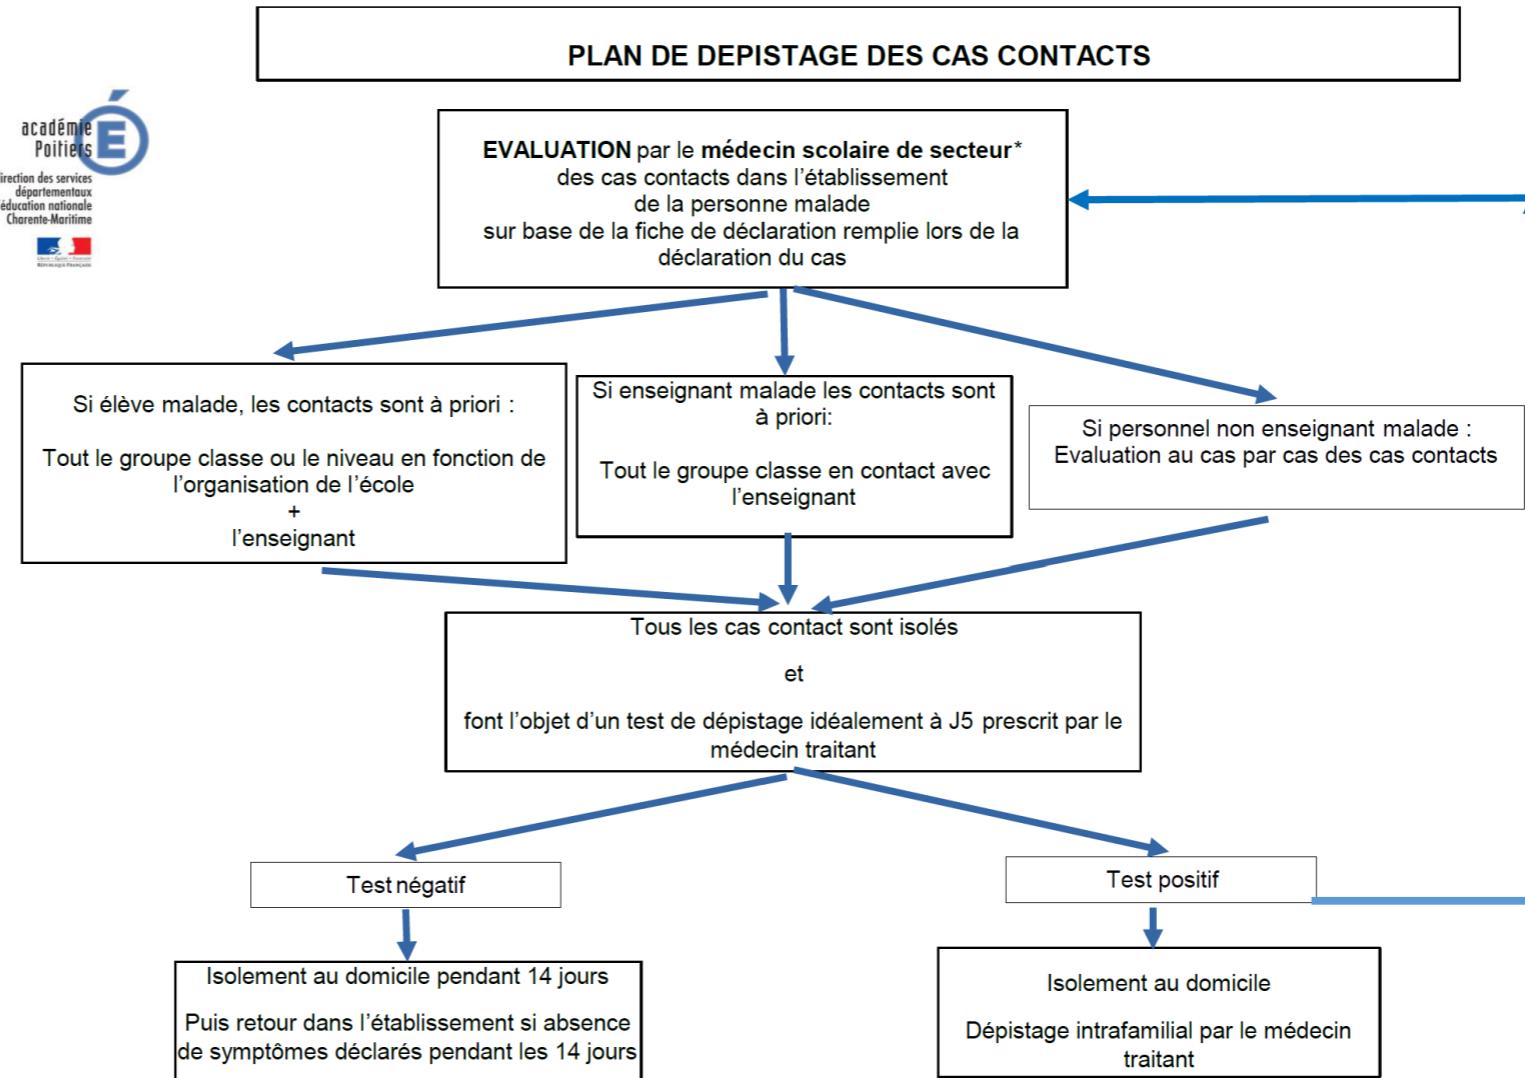 PLAN DE DEPISTAGE DES CAS CONTACTS
académie
Poitiers
É
direction des services
départementaux
éducation nationale
Charente-Maritime
Liberté • Égalité • Fraternité
RÉPUBLIQUE FRANÇAISE
EVALUATION par le médecin scolaire de secteur*
des cas contacts dans l’établissement
de la personne malade
sur base de la fiche de déclaration remplie lors de la
déclaration du cas
Si élève malade, les contacts sont à priori :
Tout le groupe classe ou le niveau en fonction de
l’organisation de l’école
+
l’enseignant
Si enseignant malade les contacts sont
à priori:
Tout le groupe classe en contact avec
l’enseignant
Si personnel non enseignant malade :
Evaluation au cas par cas des cas contacts
Tous les cas contact sont isolés
et
font l’objet d’un test de dépistage idéalement à J5 prescrit par le
médecin traitant
Test négatif
Test positif
Isolement au domicile pendant 14 jours
Puis retour dans l’établissement si absence
de symptômes déclarés pendant les 14 jours
Isolement au domicile
Dépistage intrafamilial par le médecin
traitant